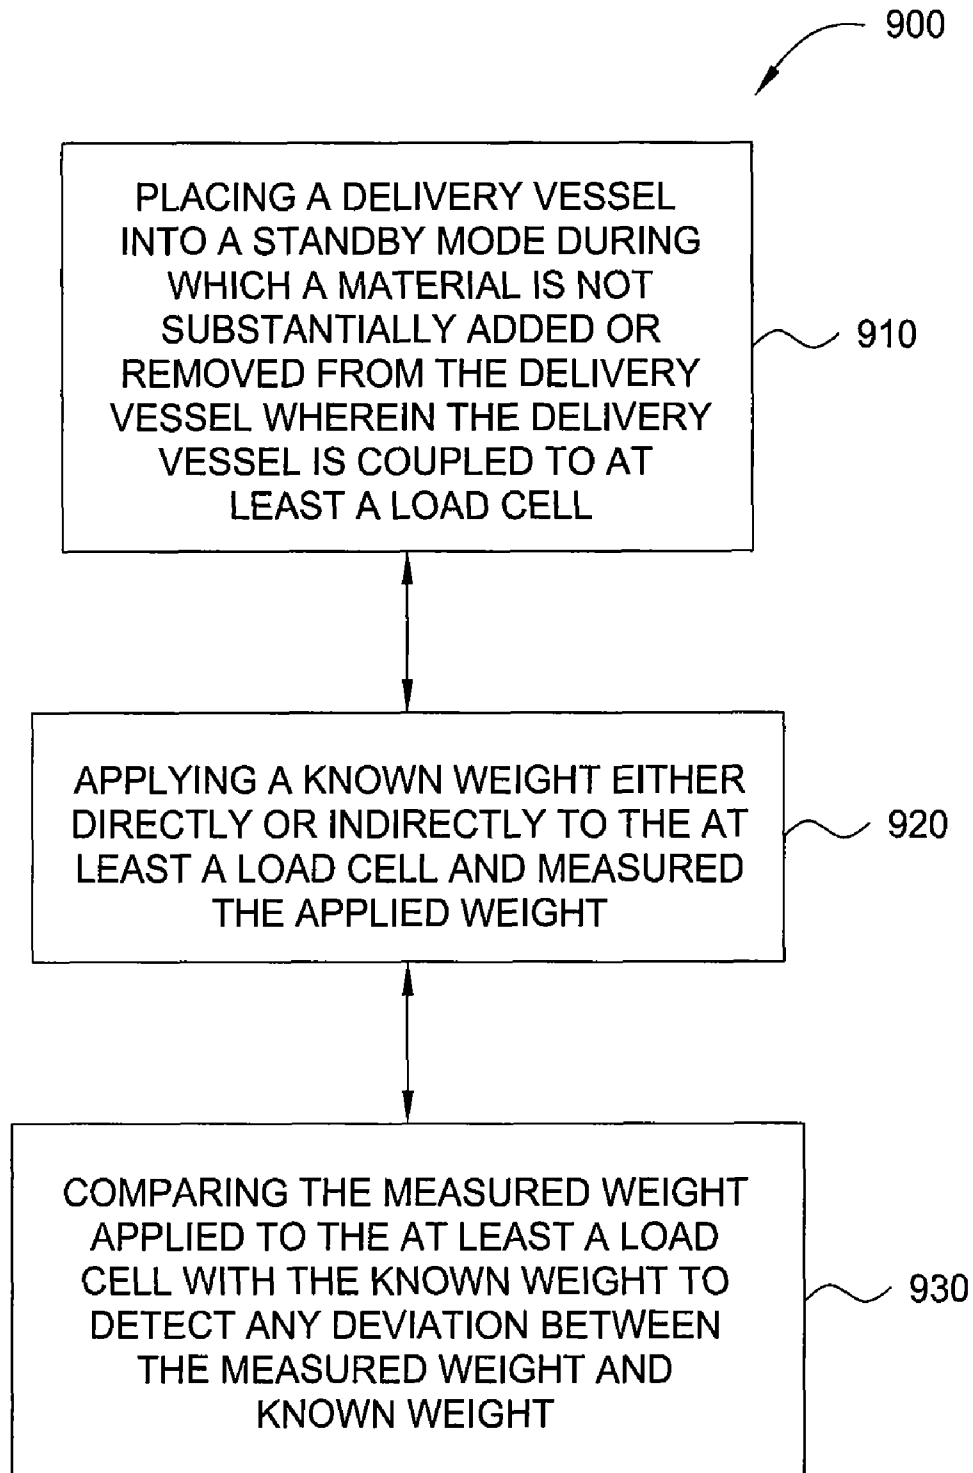 900
PLACING A DELIVERY VESSEL
INTO A STANDBY MODE DURING
WHICH A MATERIAL IS NOT
SUBSTANTIALLY ADDED OR
REMOVED FROM THE DELIVERY
VESSEL WHEREIN THE DELIVERY
VESSEL IS COUPLED TO AT
LEAST A LOAD CELL
910
APPLYING A KNOWN WEIGHT EITHER
DIRECTLY OR INDIRECTLY TO THE AT
LEAST A LOAD CELL AND MEASURED
THE APPLIED WEIGHT
920
COMPARING THE MEASURED WEIGHT
APPLIED TO THE AT LEAST A LOAD
CELL WITH THE KNOWN WEIGHT TO
DETECT ANY DEVIATION BETWEEN
THE MEASURED WEIGHT AND
KNOWN WEIGHT
930